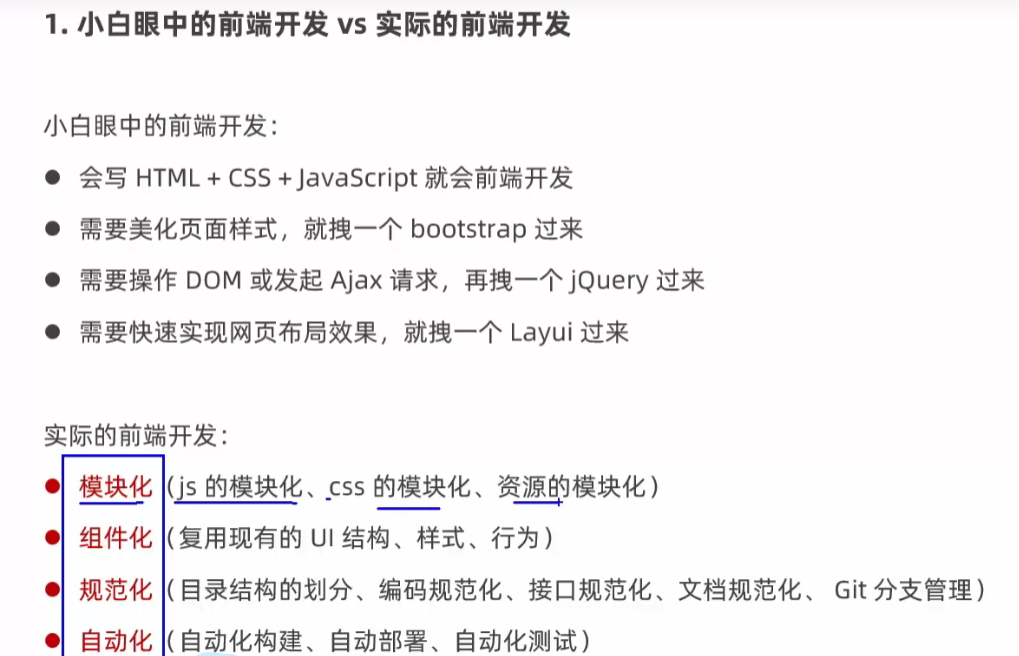 1. 小白眼中的前端开发 vs 实际的前端开发
小白眼中的前端开发：
● 会写 HTML + CSS + JavaScript 就会前端开发
● 需要美化页面样式，就拽一个 bootstrap 过来
● 需要操作 DOM 或发起 Ajax 请求，再拽一个 jQuery 过来
● 需要快速实现网页布局效果，就拽一个 Layui 过来
实际的前端开发：
● 模块化（js 的模块化、css 的模块化、资源的模块化）
● 组件化（复用现有的 UI 结构、样式、行为）
● 规范化（目录结构的划分、编码规范化、接口规范化、文档规范化、 Git 分支管理）
● 自动化（自动化构建、自动部署、自动化测试）